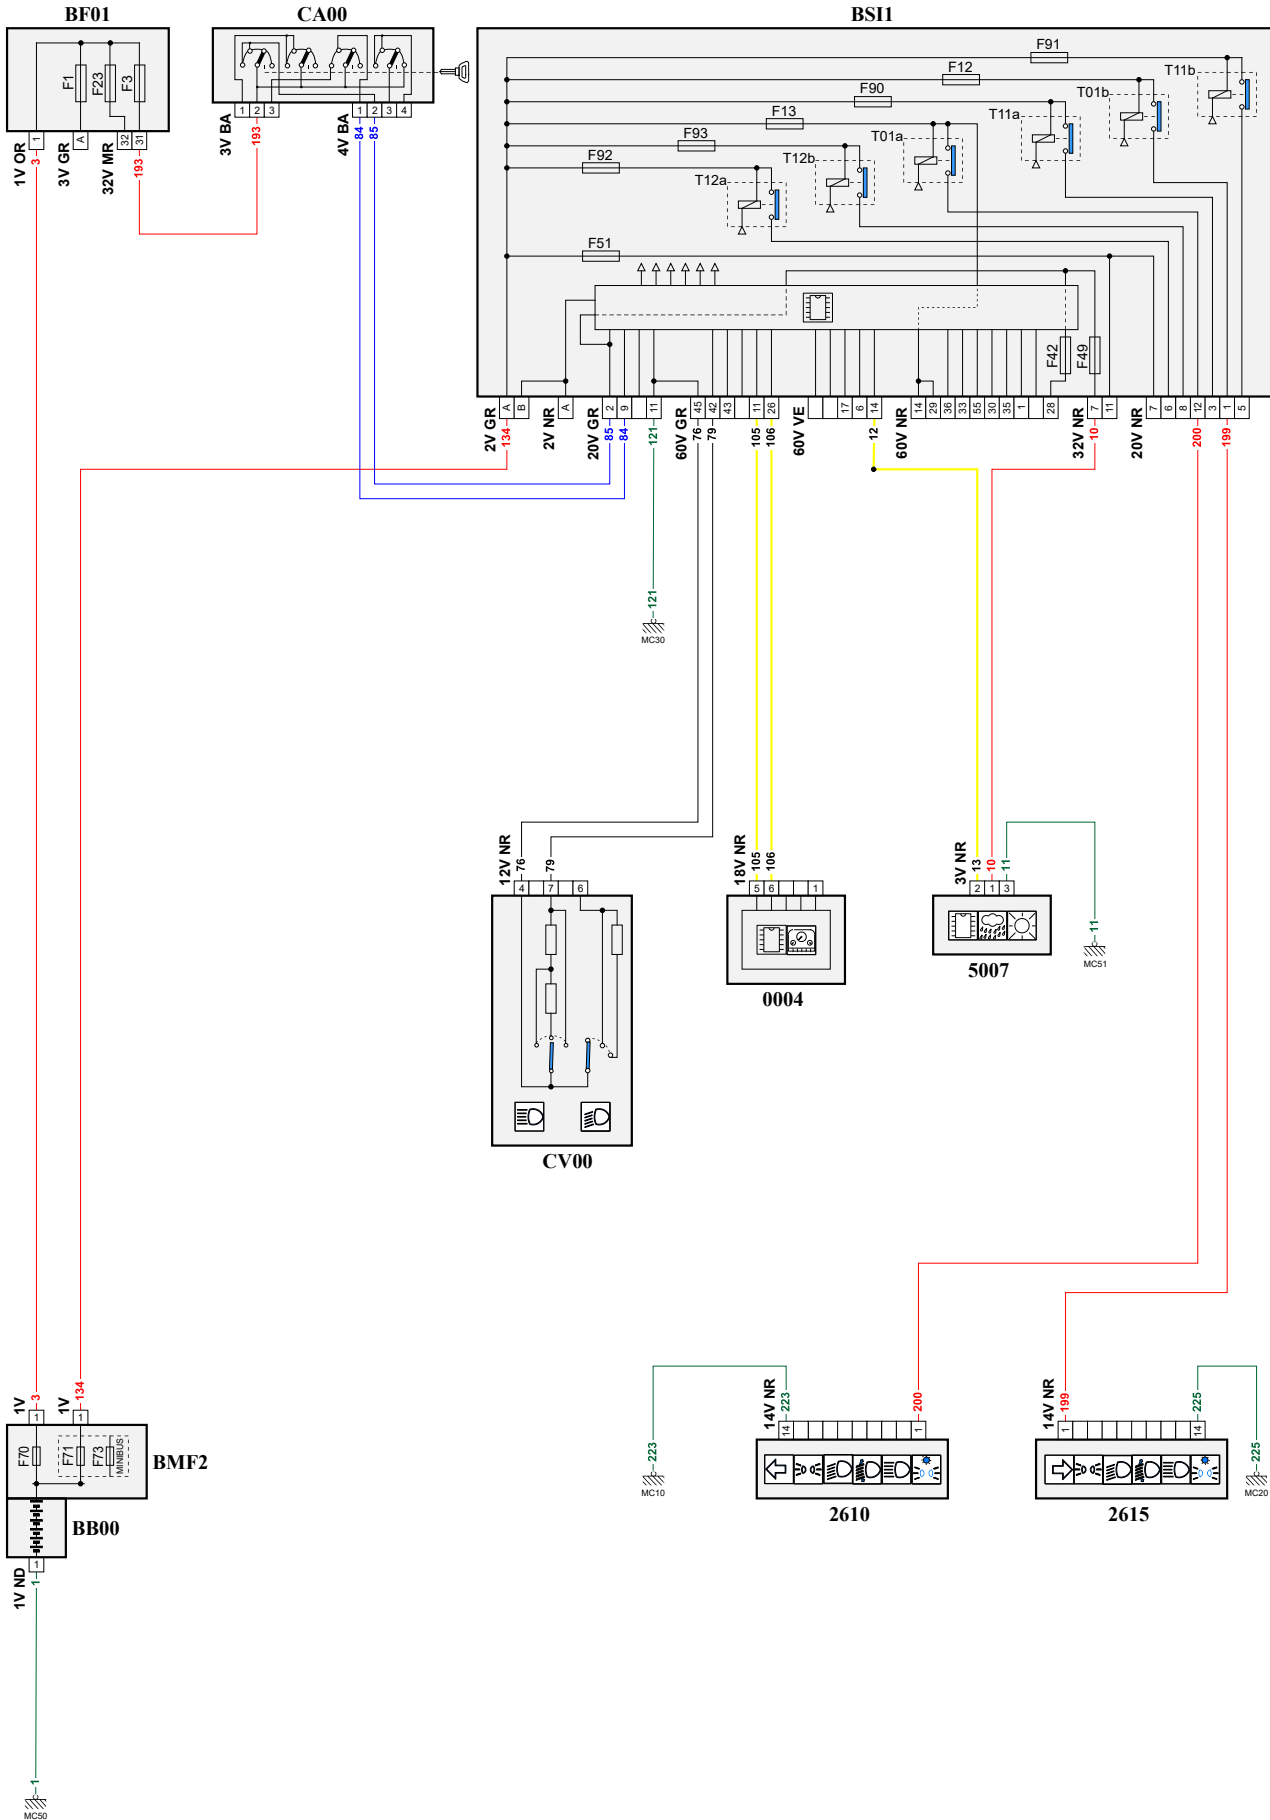 BF01 CA00 BSI1
F91
F12 T11b
F1 F23 F3 F90 T01b
F13 T11a
1 2 3 1 2 3 4
F93 T01a
1 A 32 31
3V BA 193 4V BA 84 85
F92 T12b
1V OR 3 3V GR 32V MR 193
T12a
F51
F42 F49
A B A 2 9 11 45 42 43 11 26 17 6 14 14 29 36 33 55 30 35 1 28 7 11 7 6 8 12 3 1 5
2V GR 134 2V NR 20V GR 85 84 121 60V GR 76 79 105 106 60V VE 12 60V NR 32V NR 10 20V NR 200 199
121
MC30
12V NR 76 79 18V NR 105 106 3V NR 13 10 11
4 7 6 5 6 1 2 1 3
11
MC51
5007
0004
CV00
1V 3 1V 134 14V NR 223 200 14V NR 199 225
1 1 14 1 1 14
F70 F71 F73 MINIBUS
BMF2
223 225
MC10 MC20
2610 2615
BB00
1
1V ND 1
1
MC50